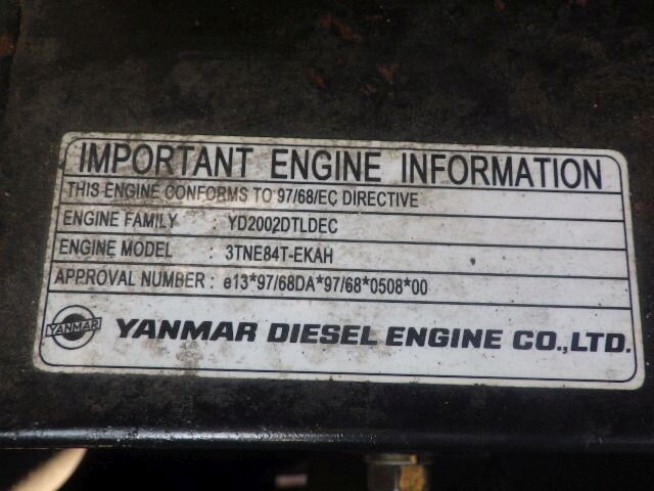 IMPORTANT ENGINE INFORMATION
THIS ENGINE CONFORMS TO 97/68/EC DIRECTIVE
ENGINE FAMILY : YD2002DTLDEC
ENGINE MODEL : 3TNE84T-EKAH
APPROVAL NUMBER : e13*97/68DA*97/68*0508*00
YANMAR YANMAR DIESEL ENGINE CO.,LTD.